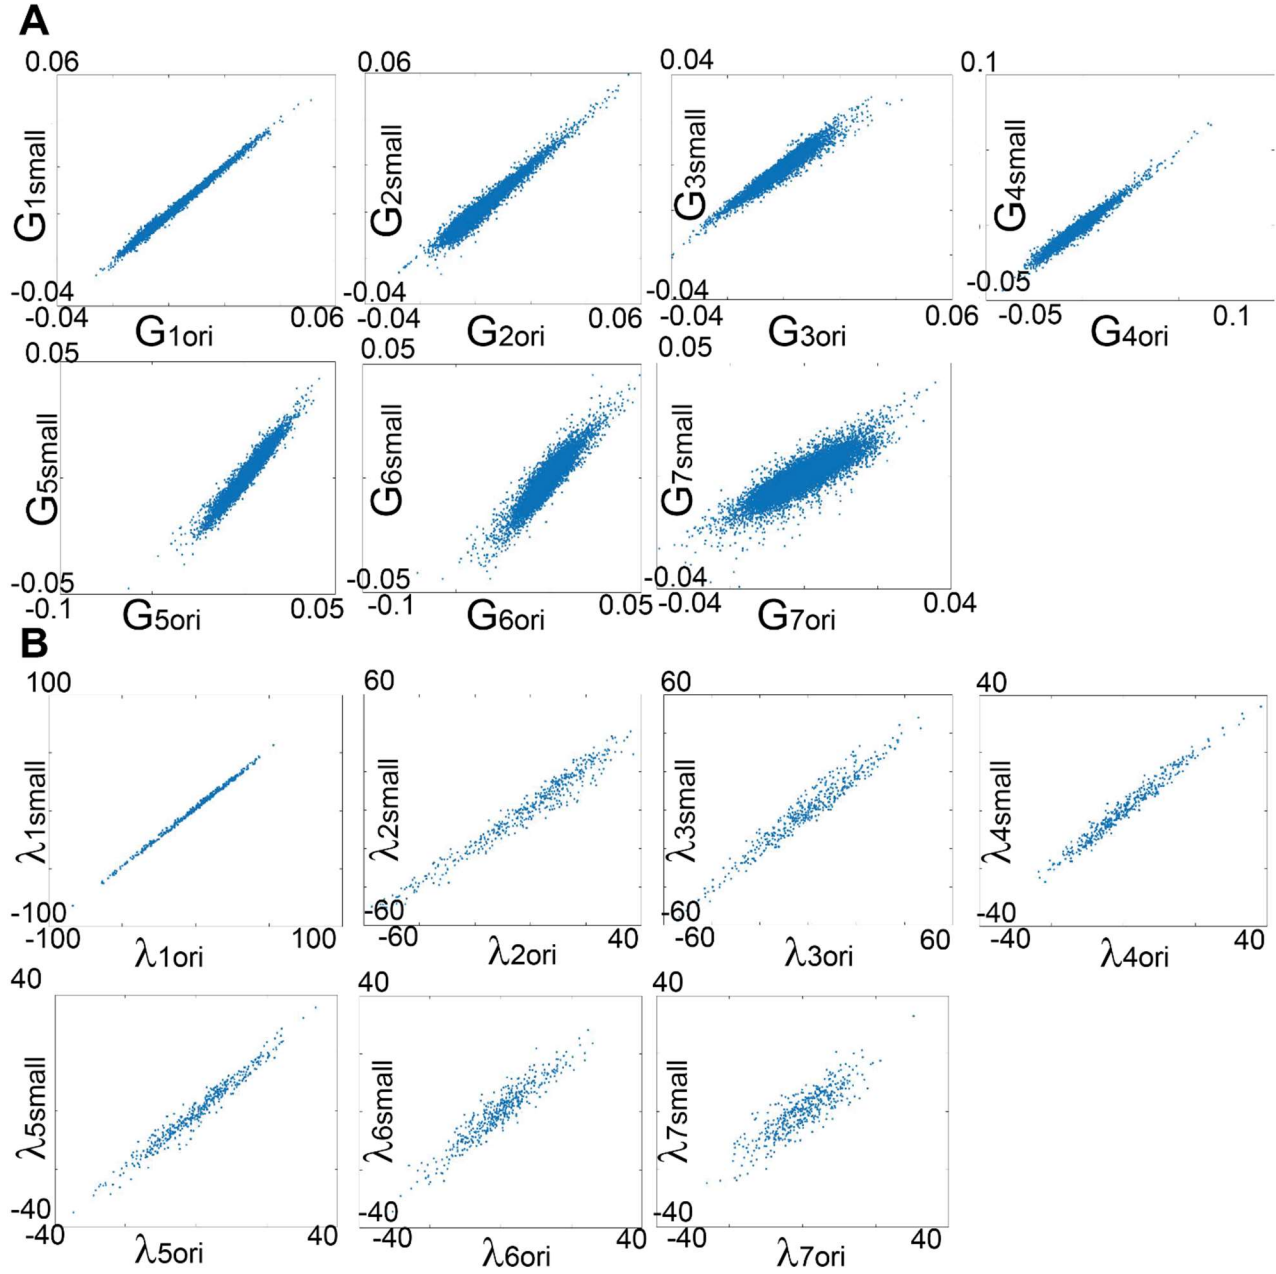 A
0.06 0.06 0.04 0.1
G1small G2small G3small G4small
-0.04 -0.04 -0.04 -0.05
-0.04 G1ori 0.06 -0.04 G2ori 0.06 -0.04 G3ori 0.06 -0.05 G4ori 0.1
0.05 0.05 0.05
G5small G6small G7small
-0.05 -0.05 -0.04
-0.1 G5ori 0.05 -0.1 G6ori 0.05 -0.04 G7ori 0.04
B
100 60 60 40
λ1small λ2small λ3small λ4small
-100 -60 -60 -40
-100 λ1ori 100 -60 λ2ori 40 -60 λ3ori 60 -40 λ4ori 40
40 40 40
λ5small λ6small λ7small
-40 -40 -40
-40 λ5ori 40 -40 λ6ori 40 -40 λ7ori 40